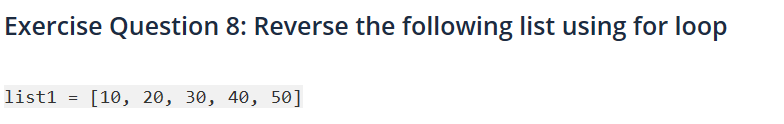 Exercise Question 8: Reverse the following list using for loop
list1 = [10, 20, 30, 40, 50]